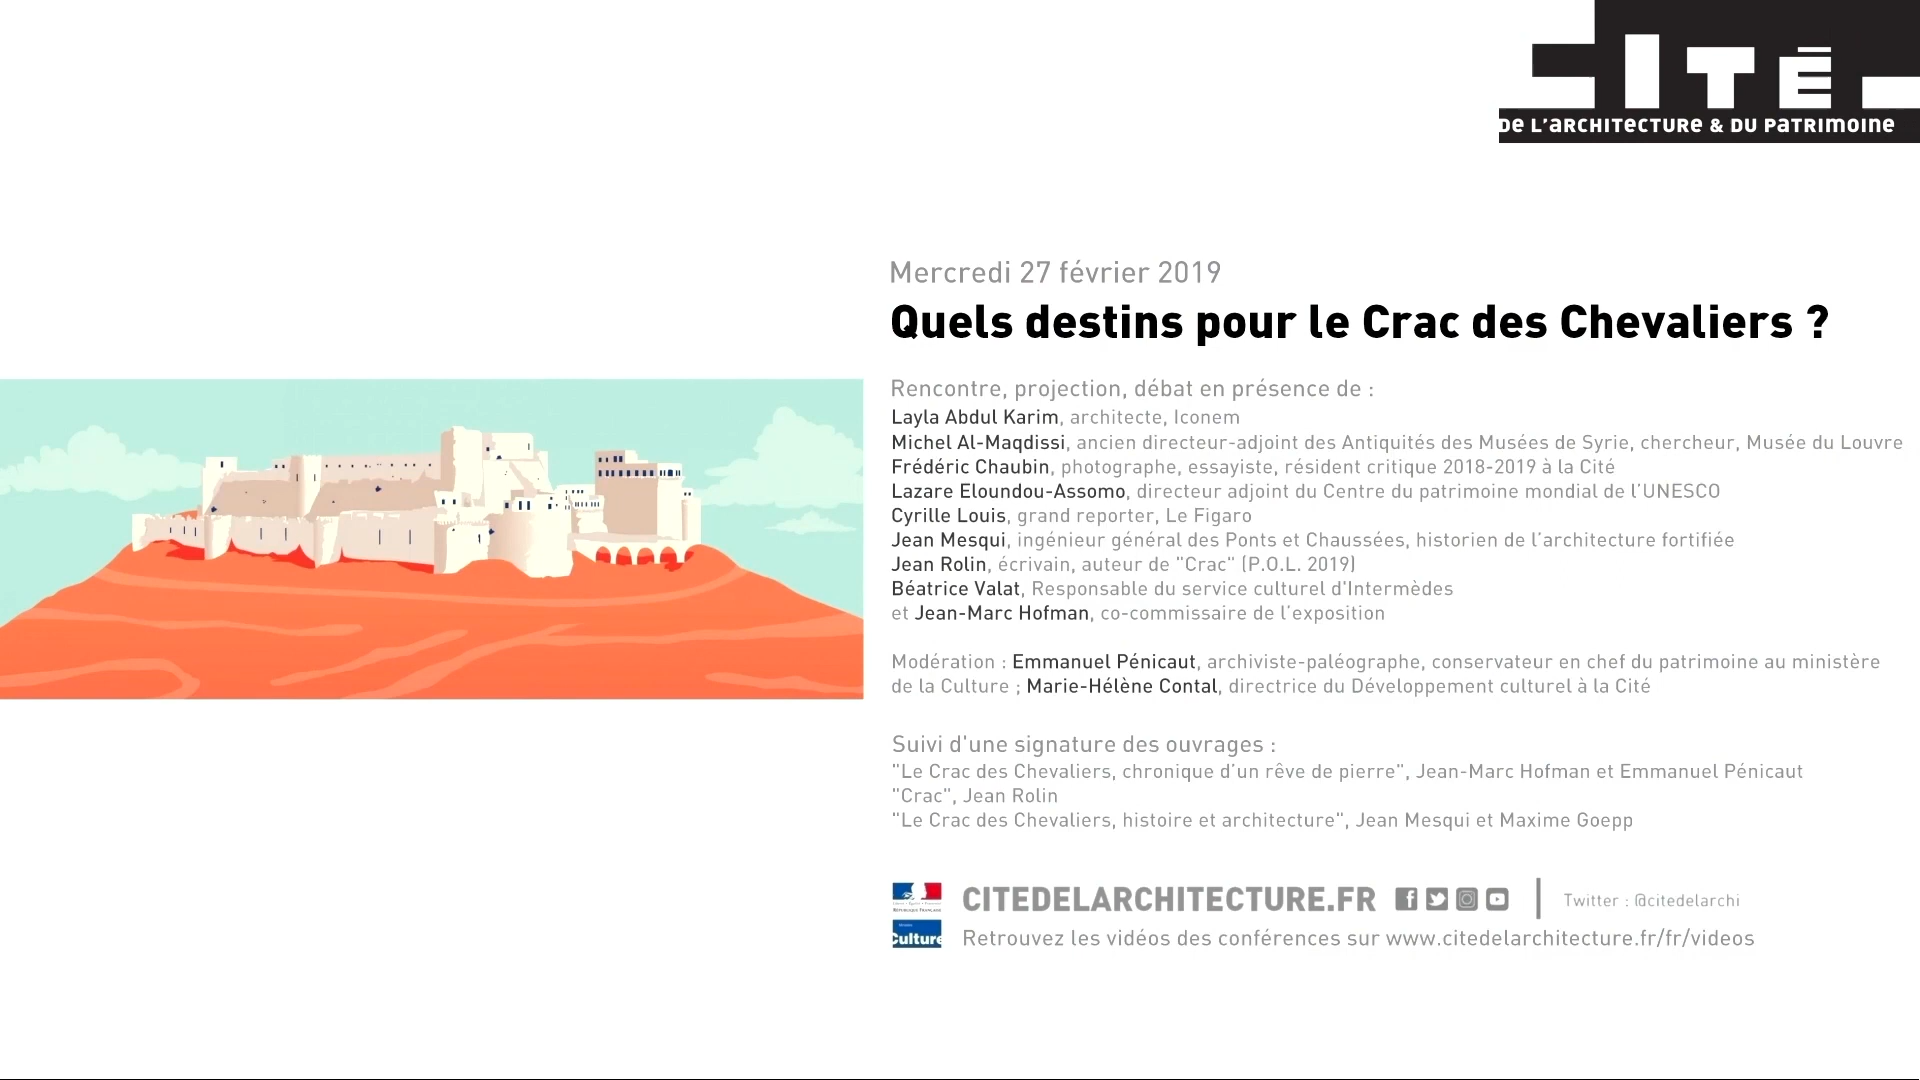 CITÉ
DE L'ARCHITECTURE & DU PATRIMOINE
Mercredi 27 février 2019
Quels destins pour le Crac des Chevaliers ?
Rencontre, projection, débat en présence de :
Layla Abdul Karim, architecte, Iconem
Michel Al-Maqdissi, ancien directeur-adjoint des Antiquités des Musées de Syrie, chercheur, Musée du Louvre
Frédéric Chaubin, photographe, essayiste, résident critique 2018-2019 à la Cité
Lazare Eloundou-Assomo, directeur adjoint du Centre du patrimoine mondial de l'UNESCO
Cyrille Louis, grand reporter, Le Figaro
Jean Mesqui, ingénieur général des Ponts et Chaussées, historien de l'architecture fortifiée
Jean Rolin, écrivain, auteur de "Crac" (P.O.L. 2019)
Béatrice Valat, Responsable du service culturel d'Intermèdes
et Jean-Marc Hofman, co-commissaire de l'exposition
Modération : Emmanuel Pénicaut, archiviste-paléographe, conservateur en chef du patrimoine au ministère
de la Culture ; Marie-Hélène Contal, directrice du Développement culturel à la Cité
Suivi d'une signature des ouvrages :
"Le Crac des Chevaliers, chronique d'un rêve de pierre", Jean-Marc Hofman et Emmanuel Pénicaut
"Crac", Jean Rolin
"Le Crac des Chevaliers, histoire et architecture", Jean Mesqui et Maxime Goepp
RÉPUBLIQUE FRANÇAISE
Culture
CITEDELARCHITECTURE.FR
Twitter : @citedelarchi
Retrouvez les vidéos des conférences sur www.citedelarchitecture.fr/fr/videos